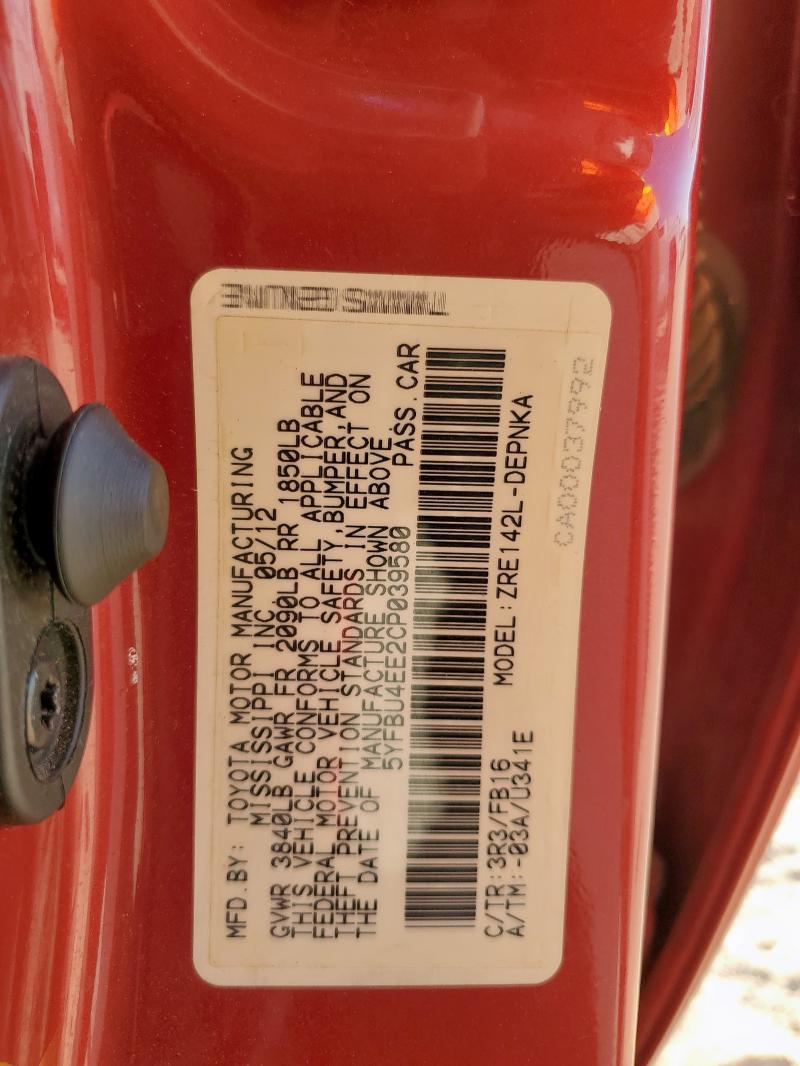 MFD.BY: TOYOTA MOTOR MANUFACTURING
MISSISSIPPI INC 05/12
GVWR 3840LB GAWR FR 2090LB RR 1850LB
THIS VEHICLE CONFORMS TO ALL APPLICABLE
FEDERAL MOTOR VEHICLE SAFETY,BUMPER,AND
THEFT PREVENTION STANDARDS IN EFFECT ON
THE DATE OF MANUFACTURE SHOWN ABOVE.
5YFBU4EE2CP039580 PASS.CAR
MODEL:ZRE142L-DEPNKA
C/TR:3R3/FB16
A/TM:-03A/U341E
CA00037992